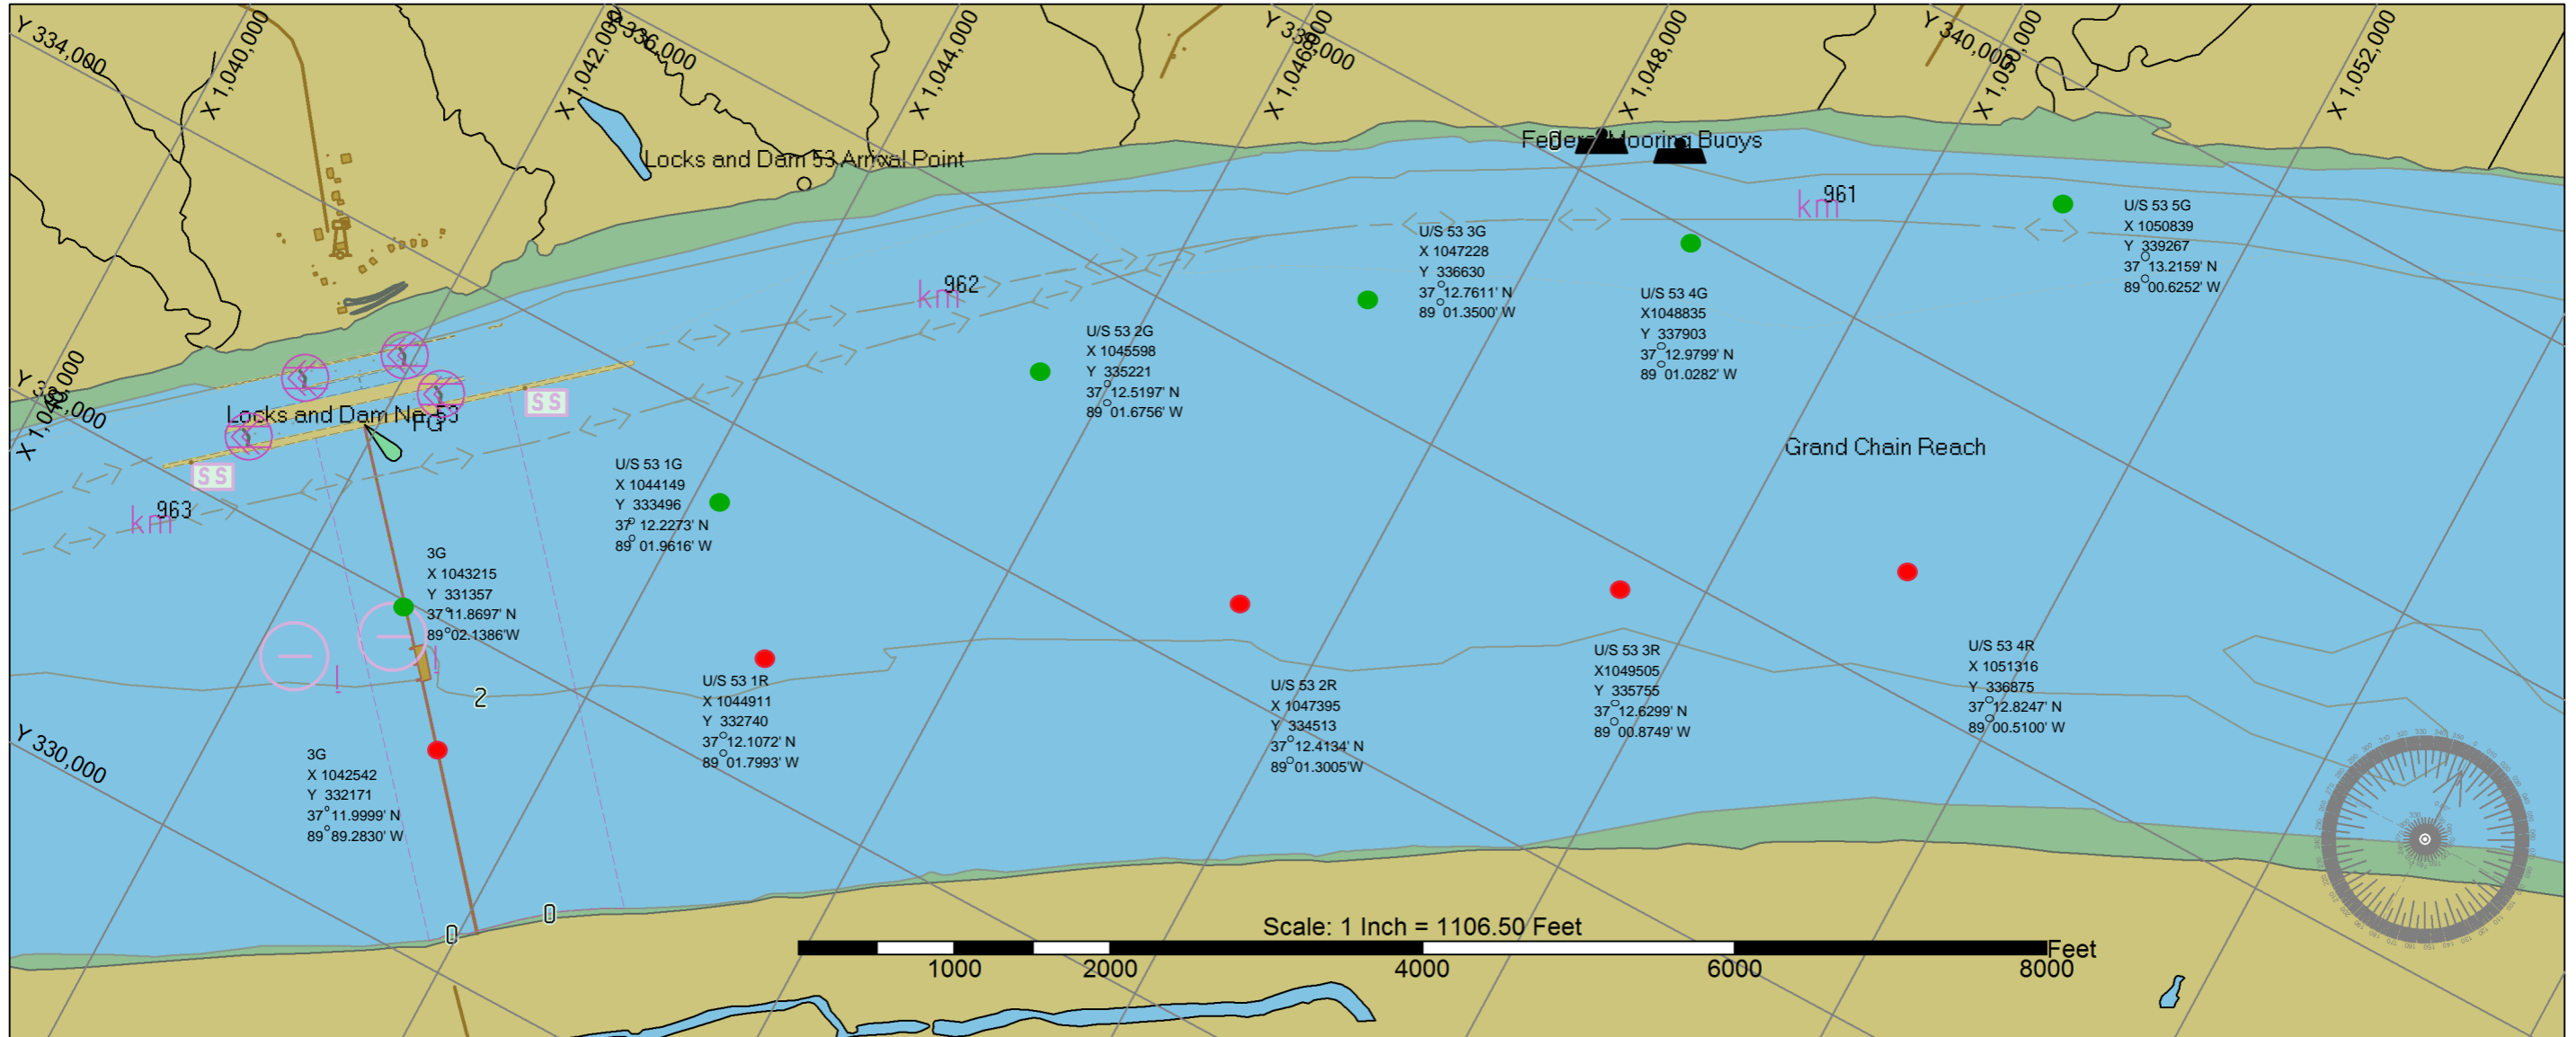 Y 334,000
X 1,040,000
X 1,042,000
Y 336,000
X 1,044,000
Y 338,000
X 1,046,000
X 1,048,000
Y 340,000
X 1,050,000
X 1,052,000
Locks and Dam 53 Arrival Point
0
Federal Mooring Buoys
km 961
U/S 53 5G
X 1050839
Y 339267
37° 13.2159' N
89° 00.6252' W
U/S 53 3G
X 1047228
Y 336630
37° 12.7611' N
89° 01.3500' W
km 962
U/S 53 4G
X1048835
Y 337903
37° 12.9799' N
89° 01.0282' W
U/S 53 2G
X 1045598
Y 335221
37° 12.5197' N
89° 01.6756' W
Locks and Dam No. 53
FG
SS
SS
Grand Chain Reach
U/S 53 1G
X 1044149
Y 333496
37° 12.2273' N
89° 01.9616' W
km 963
3G
X 1043215
Y 331357
37°11.8697' N
89°02.1386'W
!
!
2
U/S 53 1R
X 1044911
Y 332740
37°12.1072' N
89° 01.7993' W
U/S 53 2R
X 1047395
Y 334513
37°12.4134' N
89°01.3005'W
U/S 53 3R
X1049505
Y 335755
37°12.6299' N
89° 00.8749' W
U/S 53 4R
X 1051316
Y 336875
37°12.8247' N
89° 00.5100' W
Y 330,000
3G
X 1042542
Y 332171
37°11.9999' N
89°89.2830' W
0
0
Scale: 1 Inch = 1106.50 Feet
Feet
1000
2000
4000
6000
8000